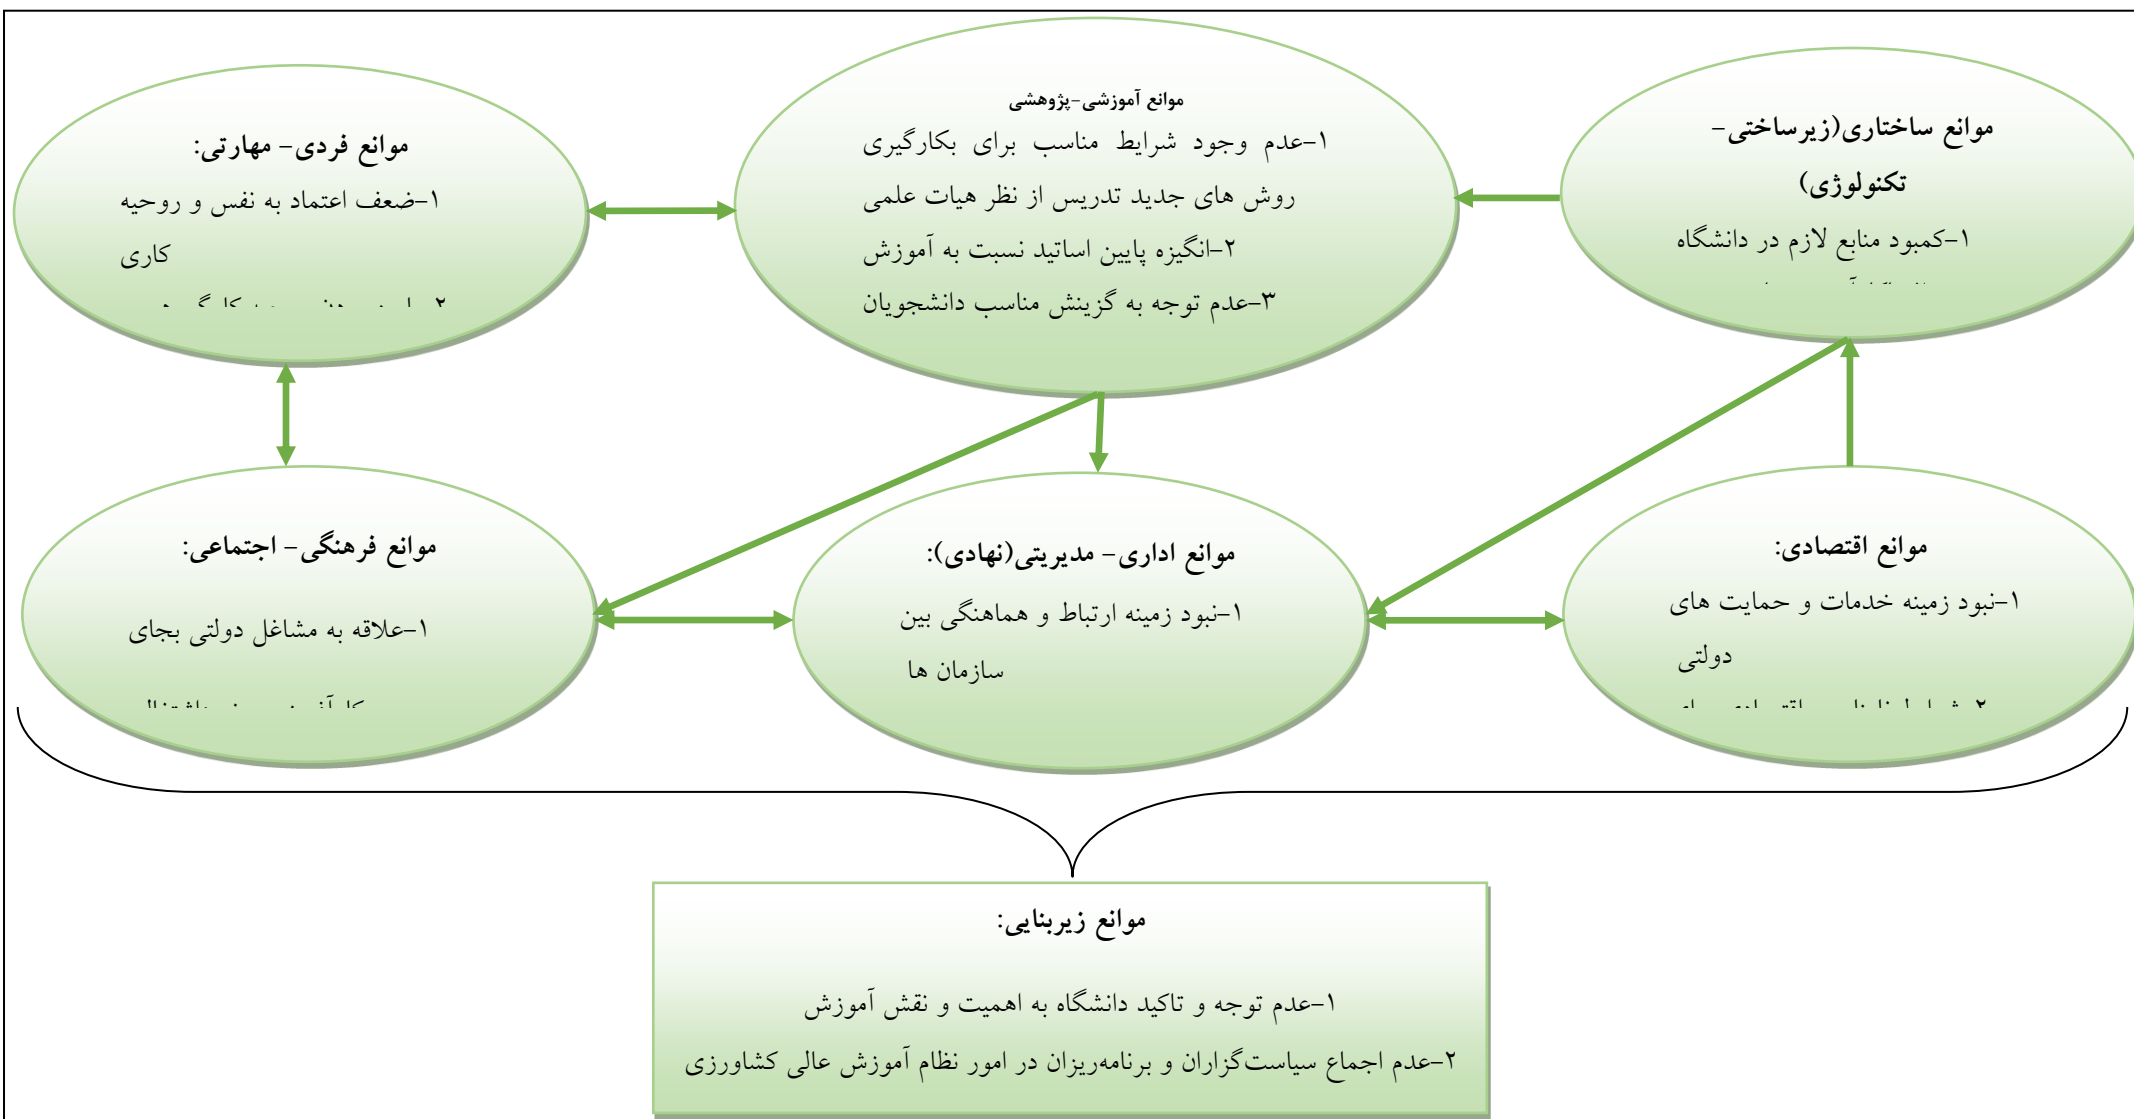 موانع ساختاری(زیرساختی-
تکنولوژی)
۱-کمبود منابع لازم در دانشگاه
موانع آموزشی-پژوهشی
۱-عدم وجود شرایط مناسب برای بکارگیری
روش های جدید تدریس از نظر هیات علمی
۲-انگیزه پایین اساتید نسبت به آموزش
۳-عدم توجه به گزینش مناسب دانشجویان
موانع فردی- مهارتی:
۱-ضعف اعتماد به نفس و روحیه
کاری
موانع اقتصادی:
۱-نبود زمینه خدمات و حمایت های
دولتی
موانع اداری- مدیریتی(نهادی):
۱-نبود زمینه ارتباط و هماهنگی بین
سازمان ها
موانع فرهنگی- اجتماعی:
۱-علاقه به مشاغل دولتی بجای
موانع زیربنایی:
۱-عدم توجه و تاکید دانشگاه به اهمیت و نقش آموزش
۲-عدم اجماع سیاست‌گزاران و برنامه‌ریزان در امور نظام آموزش عالی کشاورزی